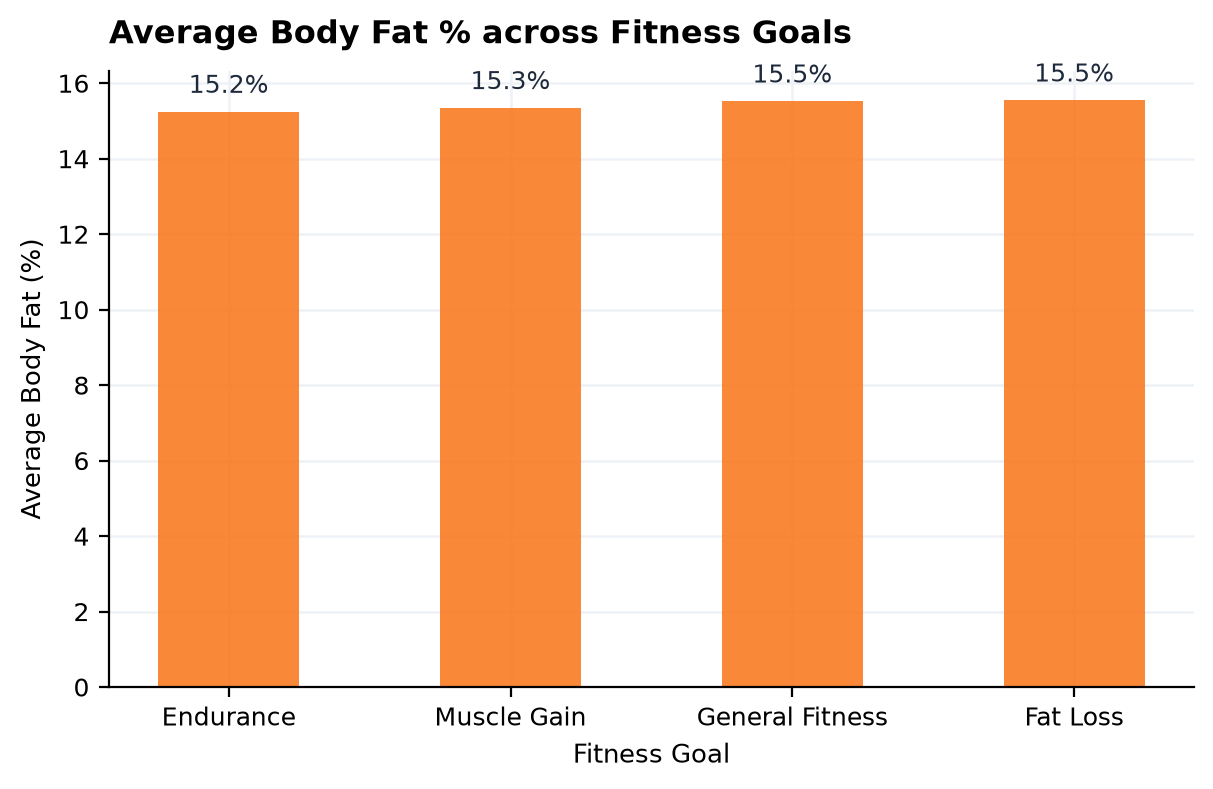 Average Body Fat % across Fitness Goals
Average Body Fat (%)
16
14
12
10
8
6
4
2
0
15.2%
15.3%
15.5%
15.5%
Endurance
Muscle Gain
General Fitness
Fat Loss
Fitness Goal